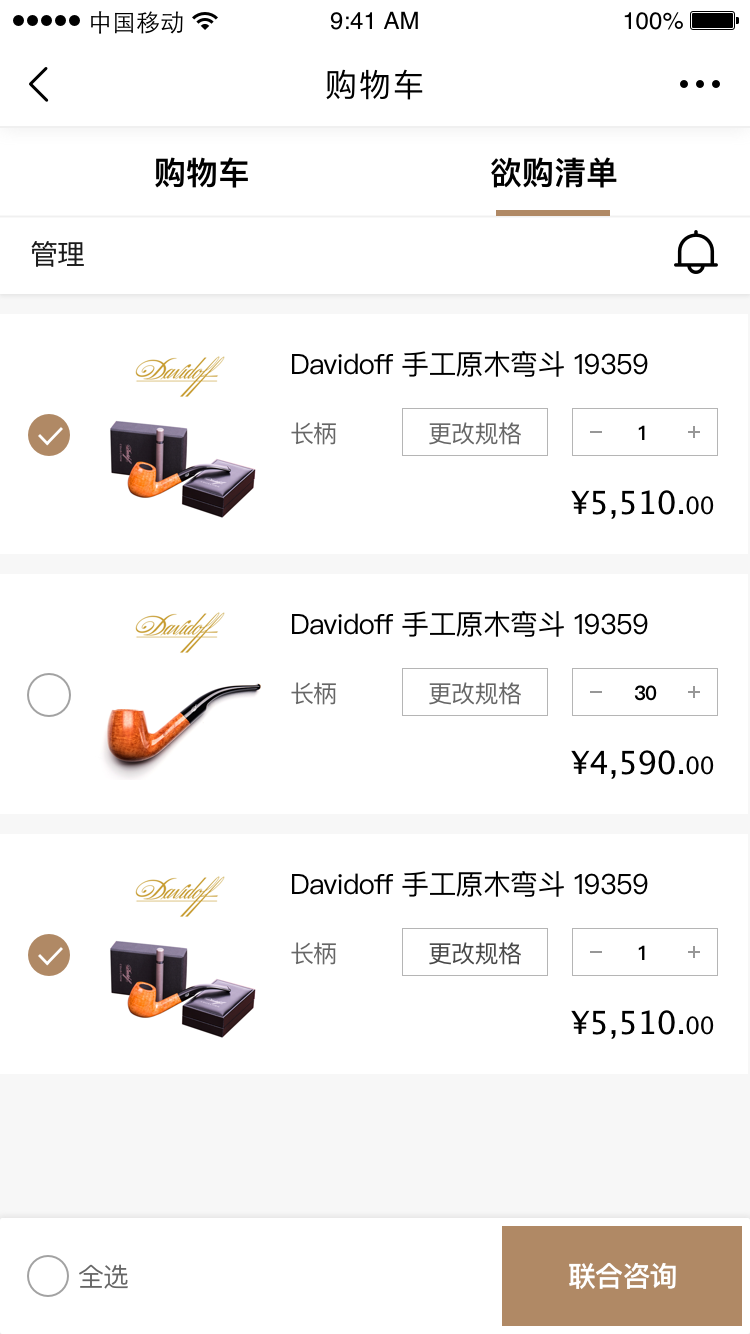 中国移动 9:41 AM 100%
购物车
购物车 欲购清单
管理
Davidoff
Davidoff 手工原木弯斗 19359
长柄 更改规格 − 1 +
¥5,510.00
Davidoff
Davidoff 手工原木弯斗 19359
长柄 更改规格 − 30 +
¥4,590.00
Davidoff
Davidoff 手工原木弯斗 19359
长柄 更改规格 − 1 +
¥5,510.00
全选 联合咨询